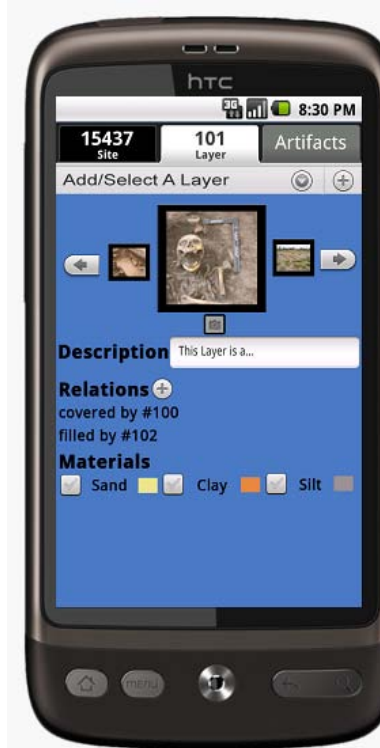 hTC
3G
8:30 PM
15437
Site
101
Layer
Artifacts
Add/Select A Layer
Description
This Layer is a...
Relations
covered by #100
filled by #102
Materials
Sand
Clay
Silt
menu